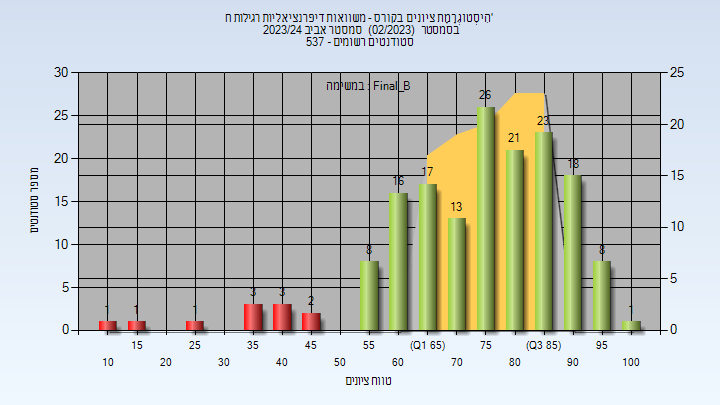 הִיסְטוֹגְרָמַת ציונים בקורס - משוואות דיפרנציאליות רגילות ח'
בסמסטר (02/2023) סמסטר אביב 2023/24
סטודנטים רשומים - 537
במשימה : Final_B
מספר סטודנטים
30 25 20 15 10 5 0
25 20 15 10 5 0
1 1 1 3 3 2 8 16 17 13 26 21 23 18 8 1
15 25 35 45 55 (Q1 65) 75 (Q3 85) 95
10 20 30 40 50 60 70 80 90 100
טווח ציונים